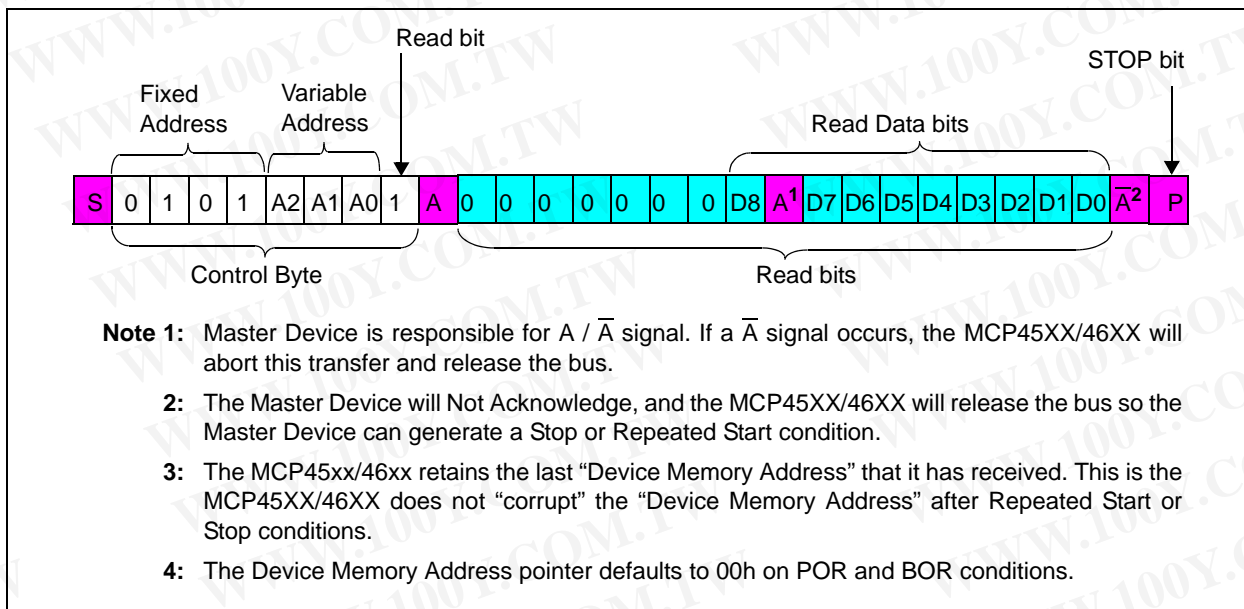 WWW.100Y.COM.TW
Read bit
STOP bit
Fixed
Address
Variable
Address
Read Data bits
S 0 1 0 1 A2 A1 A0 1 A 0 0 0 0 0 0 0 D8 A¹ D7 D6 D5 D4 D3 D2 D1 D0 A̅² P
Control Byte
Read bits
Note 1: Master Device is responsible for A / A̅ signal. If a A̅ signal occurs, the MCP45XX/46XX will
abort this transfer and release the bus.
2: The Master Device will Not Acknowledge, and the MCP45XX/46XX will release the bus so the
Master Device can generate a Stop or Repeated Start condition.
3: The MCP45xx/46xx retains the last “Device Memory Address” that it has received. This is the
MCP45XX/46XX does not “corrupt” the “Device Memory Address” after Repeated Start or
Stop conditions.
4: The Device Memory Address pointer defaults to 00h on POR and BOR conditions.